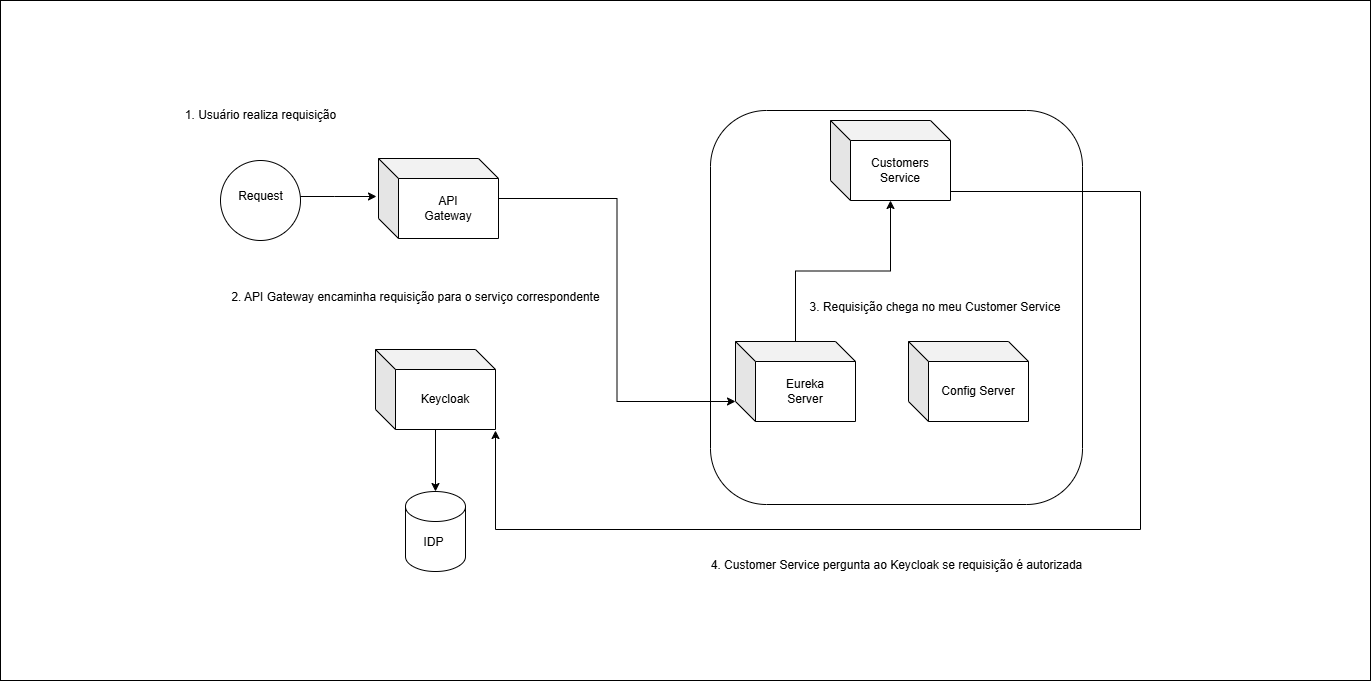 1. Usuário realiza requisição
Request
API
Gateway
2. API Gateway encaminha requisição para o serviço correspondente
Customers
Service
3. Requisição chega no meu Customer Service
Eureka
Server
Config Server
Keycloak
IDP
4. Customer Service pergunta ao Keycloak se requisição é autorizada